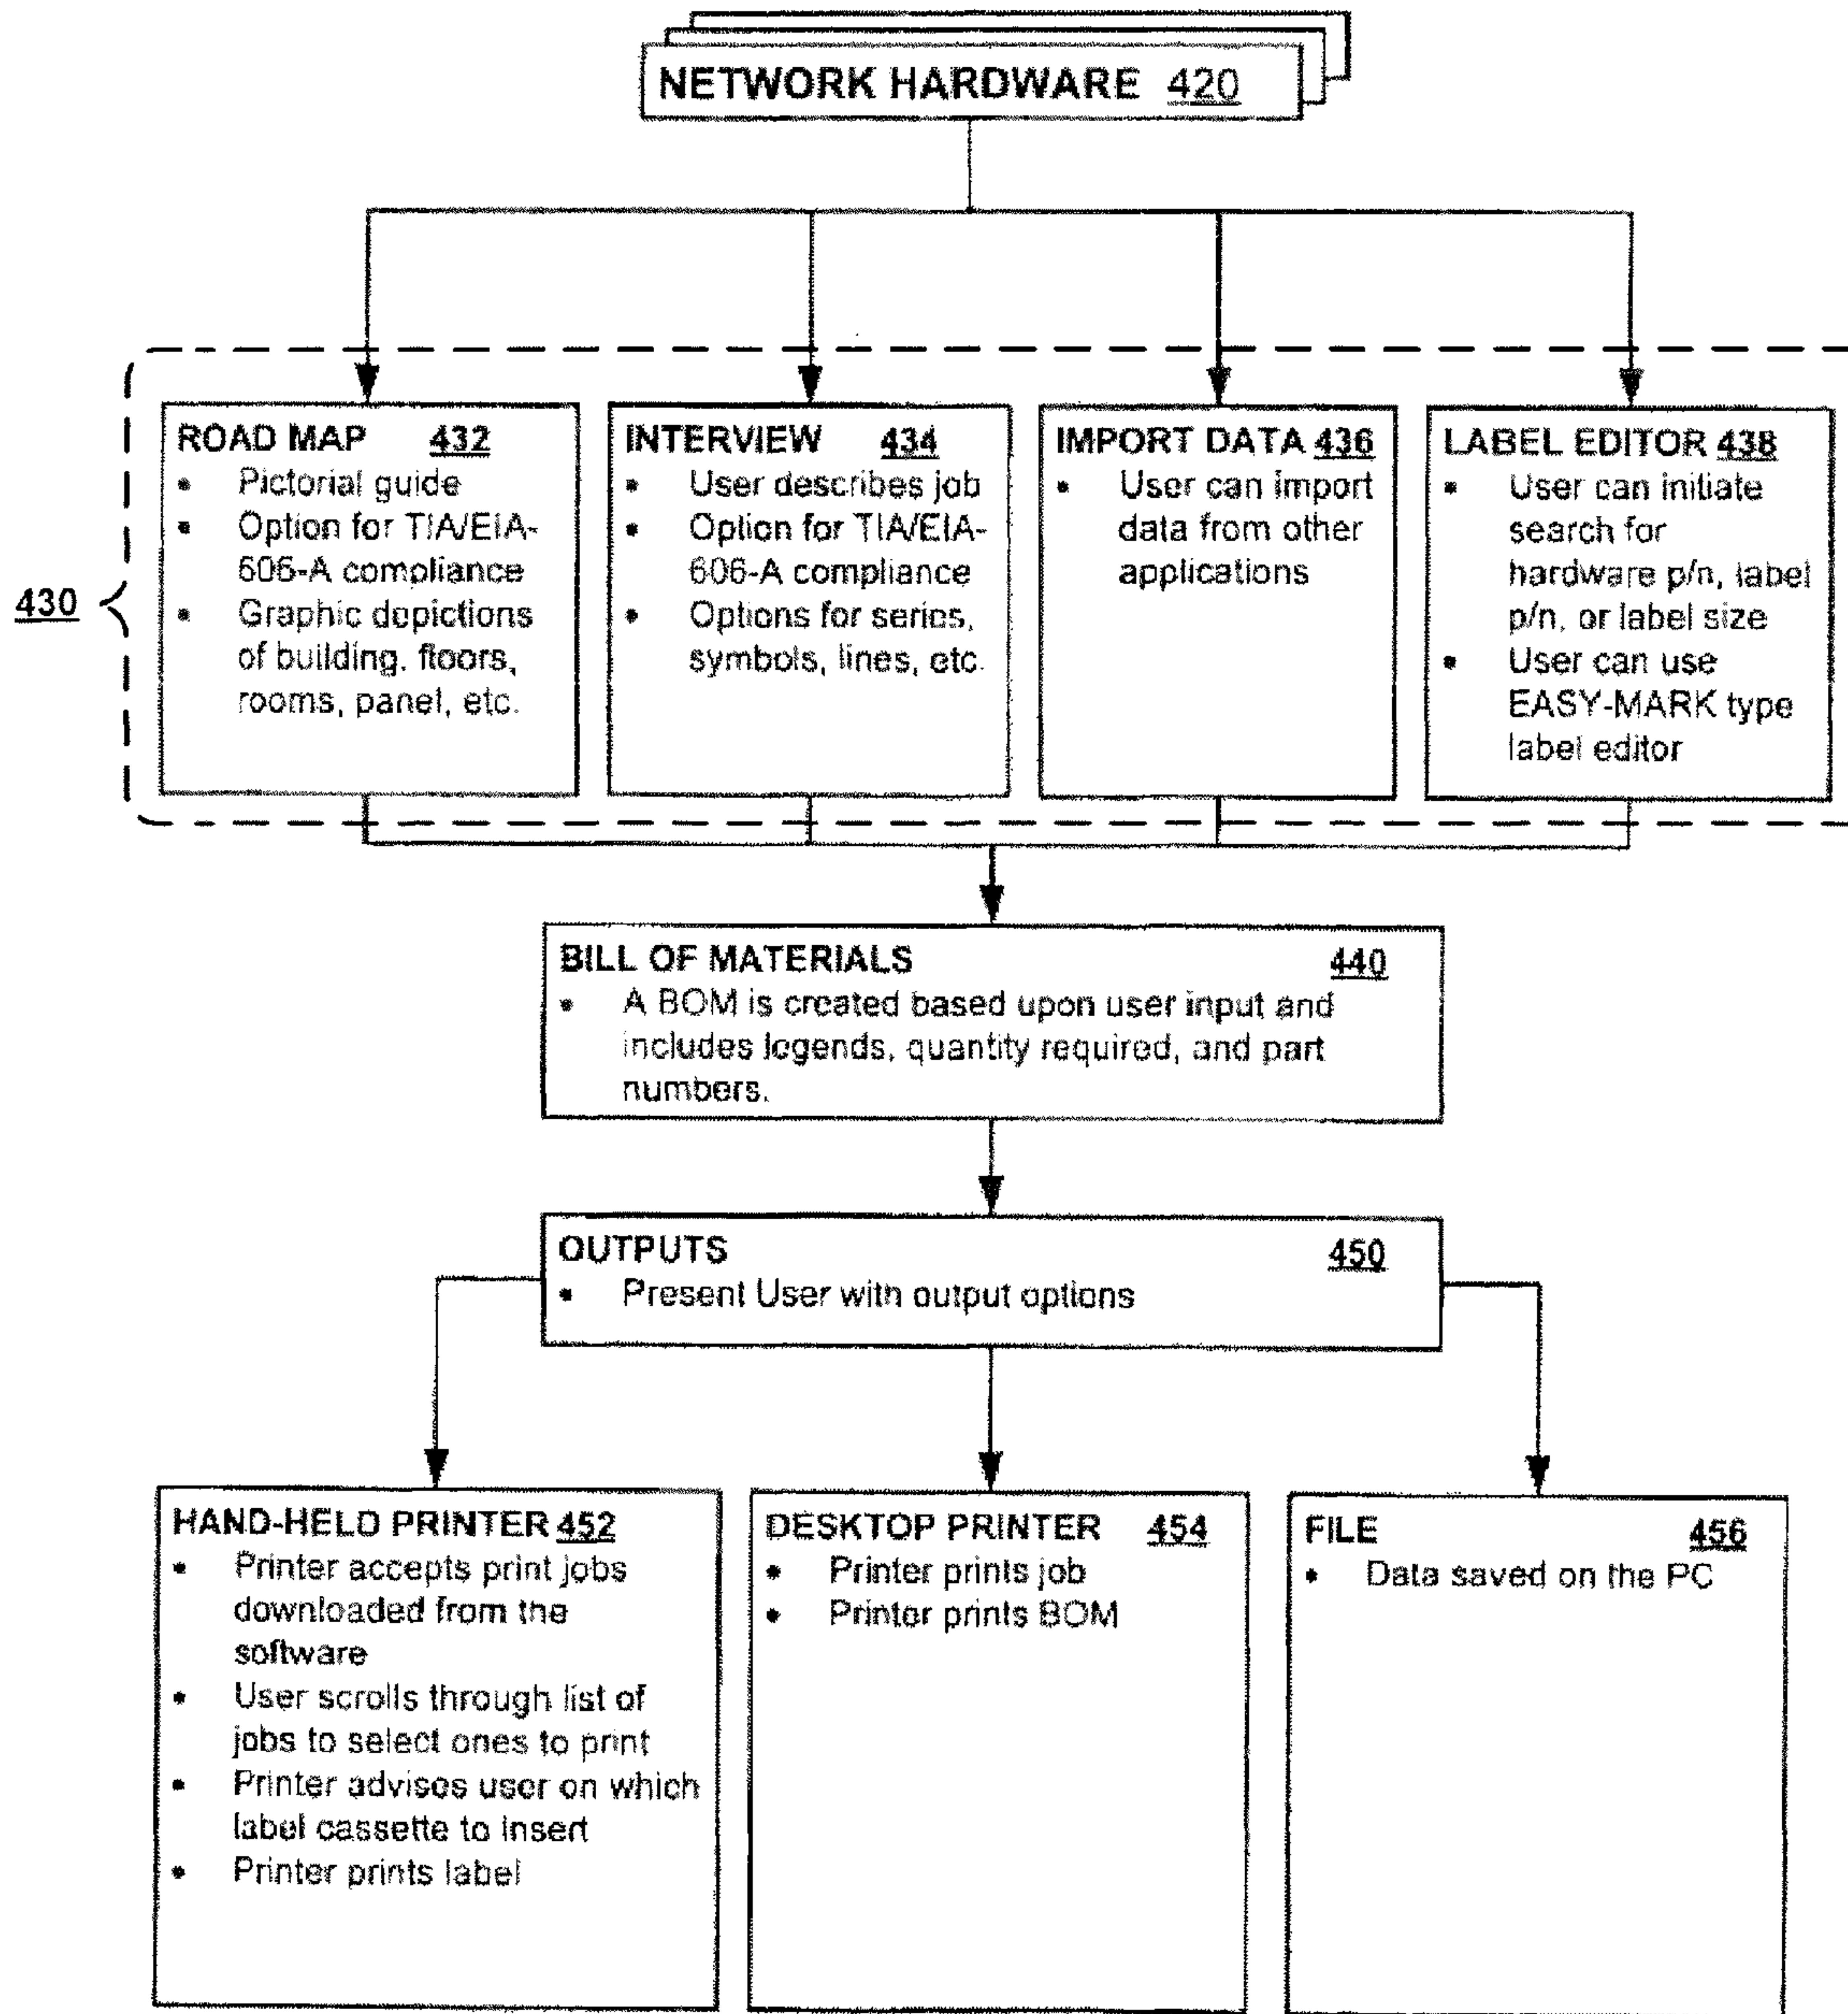 NETWORK HARDWARE 420
430
ROAD MAP 432
• Pictorial guide
• Option for TIA/EIA-
606-A compliance
• Graphic depictions
of building, floors,
rooms, panel, etc.
INTERVIEW 434
• User describes job
• Option for TIA/EIA-
606-A compliance
• Options for series,
symbols, lines, etc.
IMPORT DATA 436
• User can import
data from other
applications
LABEL EDITOR 438
• User can initiate
search for
hardware p/n, label
p/n, or label size
• User can use
EASY-MARK type
label editor
BILL OF MATERIALS 440
• A BOM is created based upon user input and
includes legends, quantity required, and part
numbers.
OUTPUTS 450
• Present User with output options
HAND-HELD PRINTER 452
• Printer accepts print jobs
downloaded from the
software
• User scrolls through list of
jobs to select ones to print
• Printer advises user on which
label cassette to insert
• Printer prints label
DESKTOP PRINTER 454
• Printer prints job
• Printer prints BOM
FILE 456
• Data saved on the PC